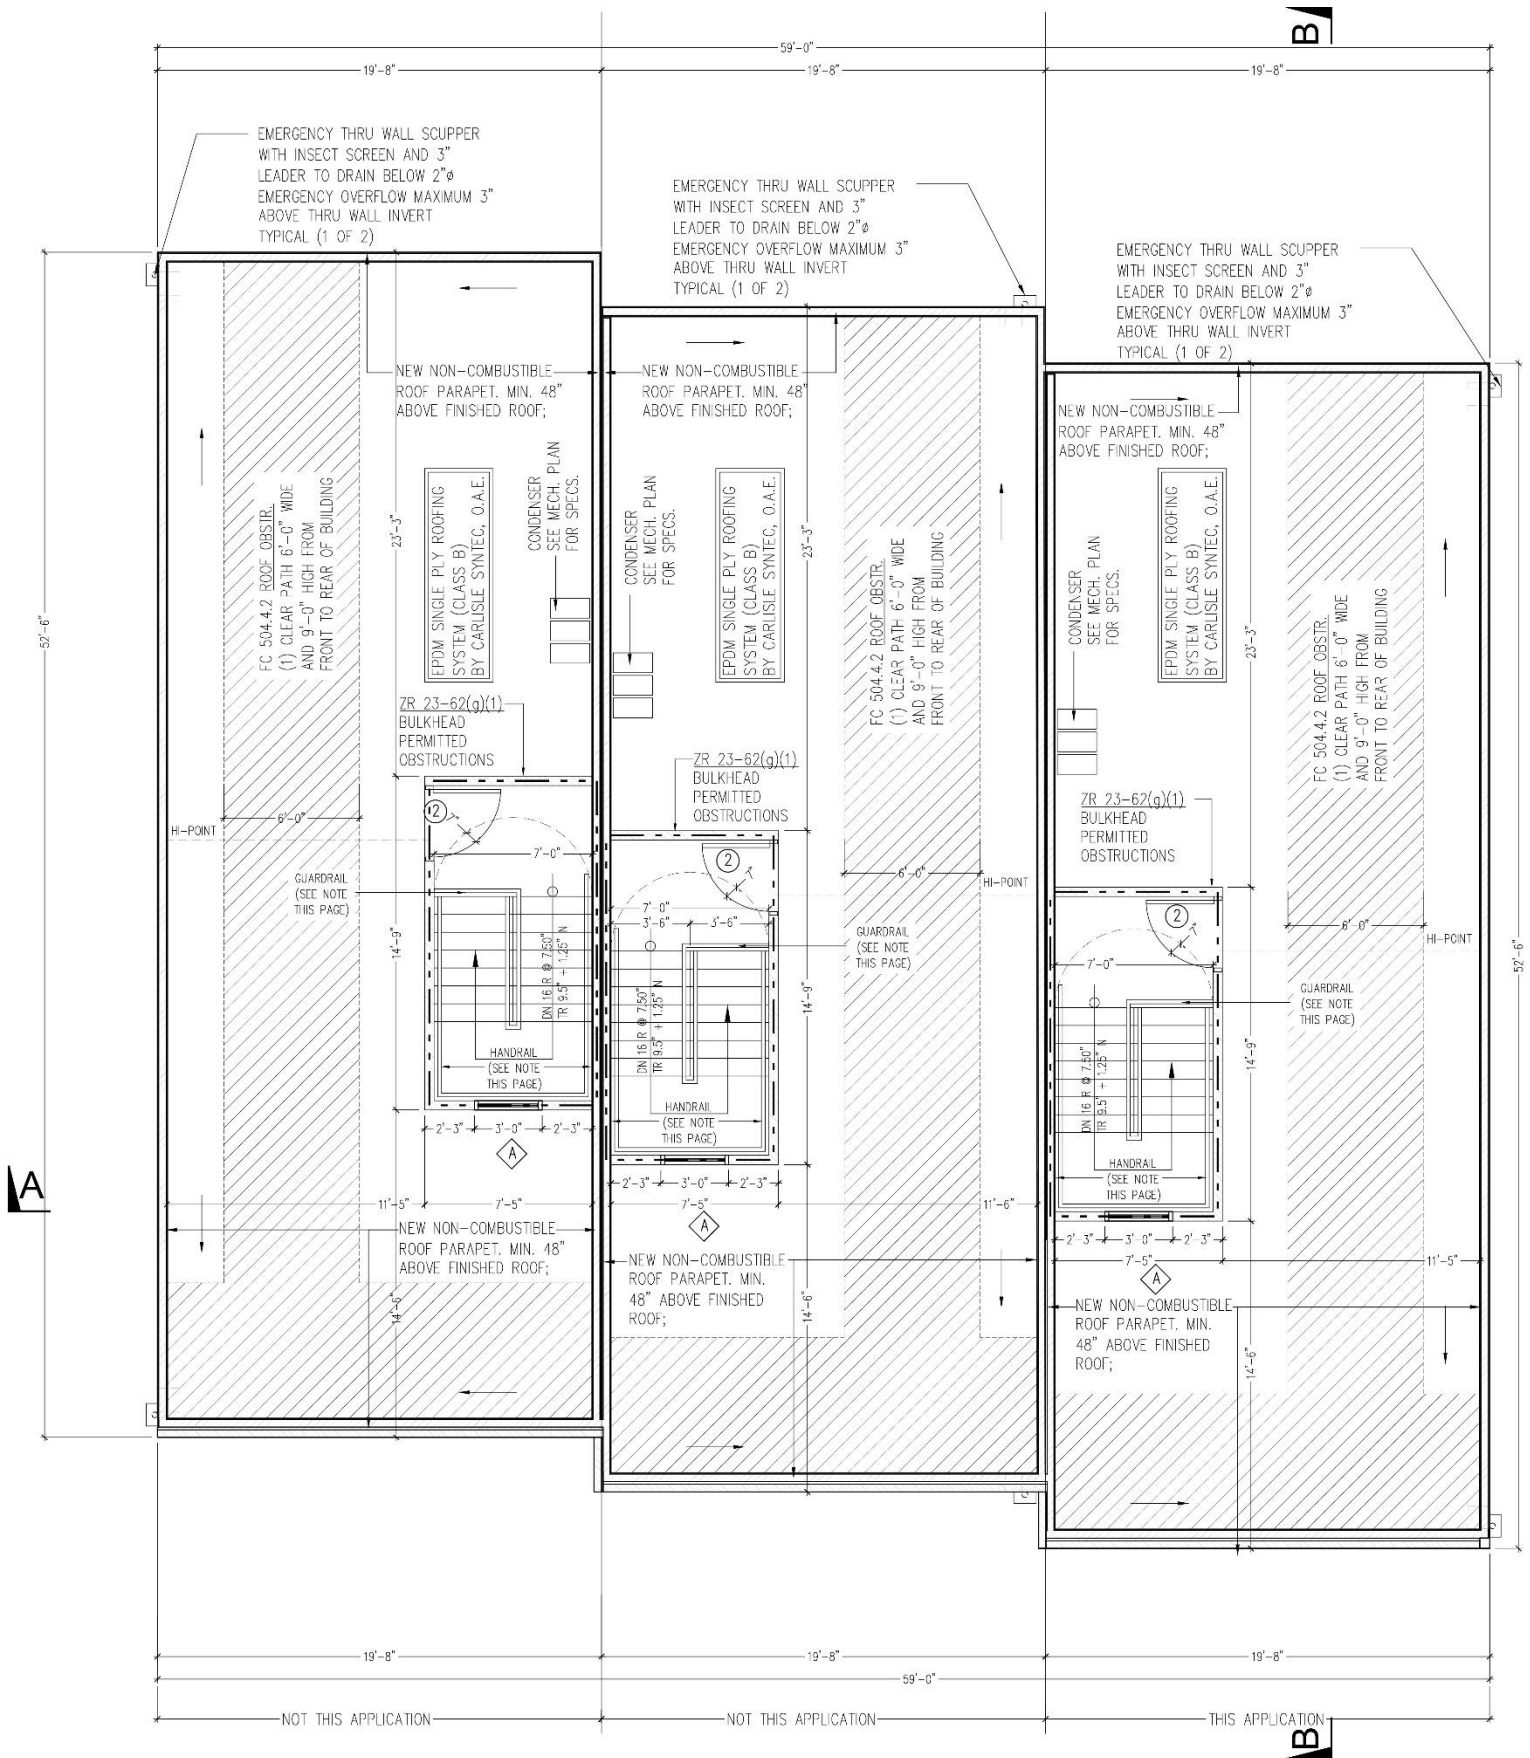 B
59'-0"
19'-8"
19'-8"
19'-8"
EMERGENCY THRU WALL SCUPPER
WITH INSECT SCREEN AND 3"
LEADER TO DRAIN BELOW 2"ø
EMERGENCY OVERFLOW MAXIMUM 3"
ABOVE THRU WALL INVERT
TYPICAL (1 OF 2)
EMERGENCY THRU WALL SCUPPER
WITH INSECT SCREEN AND 3"
LEADER TO DRAIN BELOW 2"ø
EMERGENCY OVERFLOW MAXIMUM 3"
ABOVE THRU WALL INVERT
TYPICAL (1 OF 2)
EMERGENCY THRU WALL SCUPPER
WITH INSECT SCREEN AND 3"
LEADER TO DRAIN BELOW 2"ø
EMERGENCY OVERFLOW MAXIMUM 3"
ABOVE THRU WALL INVERT
TYPICAL (1 OF 2)
52'-6"
NEW NON-COMBUSTIBLE
ROOF PARAPET. MIN. 48"
ABOVE FINISHED ROOF;
FC 504.4.2 ROOF OBSTR.
(1) CLEAR PATH 6'-0" WIDE
AND 9'-0" HIGH FROM
FRONT TO REAR OF BUILDING
23'-3"
EPDM SINGLE PLY ROOFING
SYSTEM (CLASS B)
BY CARLISLE SYNTEC, O.A.E.
CONDENSER
SEE MECH. PLAN
FOR SPECS.
ZR 23-62(g)(1)
BULKHEAD
PERMITTED
OBSTRUCTIONS
HI-POINT
6'-0"
2
7"
7'-0"
GUARDRAIL
(SEE NOTE
THIS PAGE)
14'-9"
DN 16 R @ 7.50"
TR 9.5" + 1.25" N
HANDRAIL
(SEE NOTE
THIS PAGE)
2'-3"
3'-0"
2'-3"
A
11'-5"
7'-5"
NEW NON-COMBUSTIBLE
ROOF PARAPET. MIN. 48"
ABOVE FINISHED ROOF;
14'-6"
NEW NON-COMBUSTIBLE
ROOF PARAPET. MIN. 48"
ABOVE FINISHED ROOF;
CONDENSER
SEE MECH. PLAN
FOR SPECS.
EPDM SINGLE PLY ROOFING
SYSTEM (CLASS B)
BY CARLISLE SYNTEC, O.A.E.
23'-3"
FC 504.4.2 ROOF OBSTR.
(1) CLEAR PATH 6'-0" WIDE
AND 9'-0" HIGH FROM
FRONT TO REAR OF BUILDING
ZR 23-62(g)(1)
BULKHEAD
PERMITTED
OBSTRUCTIONS
2
7"
6'-0"
HI-POINT
7'-0"
3'-6"
3'-6"
GUARDRAIL
(SEE NOTE
THIS PAGE)
DN 16 R @ 7.50"
TR 9.5" + 1.25" N
14'-9"
HANDRAIL
(SEE NOTE
THIS PAGE)
2'-3"
3'-0"
2'-3"
7'-5"
11'-6"
A
NEW NON-COMBUSTIBLE
ROOF PARAPET. MIN.
48" ABOVE FINISHED
ROOF;
14'-6"
NEW NON-COMBUSTIBLE
ROOF PARAPET. MIN. 48"
ABOVE FINISHED ROOF;
CONDENSER
SEE MECH. PLAN
FOR SPECS.
EPDM SINGLE PLY ROOFING
SYSTEM (CLASS B)
BY CARLISLE SYNTEC, O.A.E.
23'-3"
FC 504.4.2 ROOF OBSTR.
(1) CLEAR PATH 6'-0" WIDE
AND 9'-0" HIGH FROM
FRONT TO REAR OF BUILDING
ZR 23-62(g)(1)
BULKHEAD
PERMITTED
OBSTRUCTIONS
2
7"
6'-0"
HI-POINT
7'-0"
GUARDRAIL
(SEE NOTE
THIS PAGE)
DN 16 R @ 7.50"
TR 9.5" + 1.25" N
14'-9"
HANDRAIL
(SEE NOTE
THIS PAGE)
2'-3"
3'-0"
2'-3"
7'-5"
11'-5"
A
NEW NON-COMBUSTIBLE
ROOF PARAPET. MIN.
48" ABOVE FINISHED
ROOF;
14'-6"
52'-6"
A
19'-8"
19'-8"
19'-8"
59'-0"
NOT THIS APPLICATION
NOT THIS APPLICATION
THIS APPLICATION
B